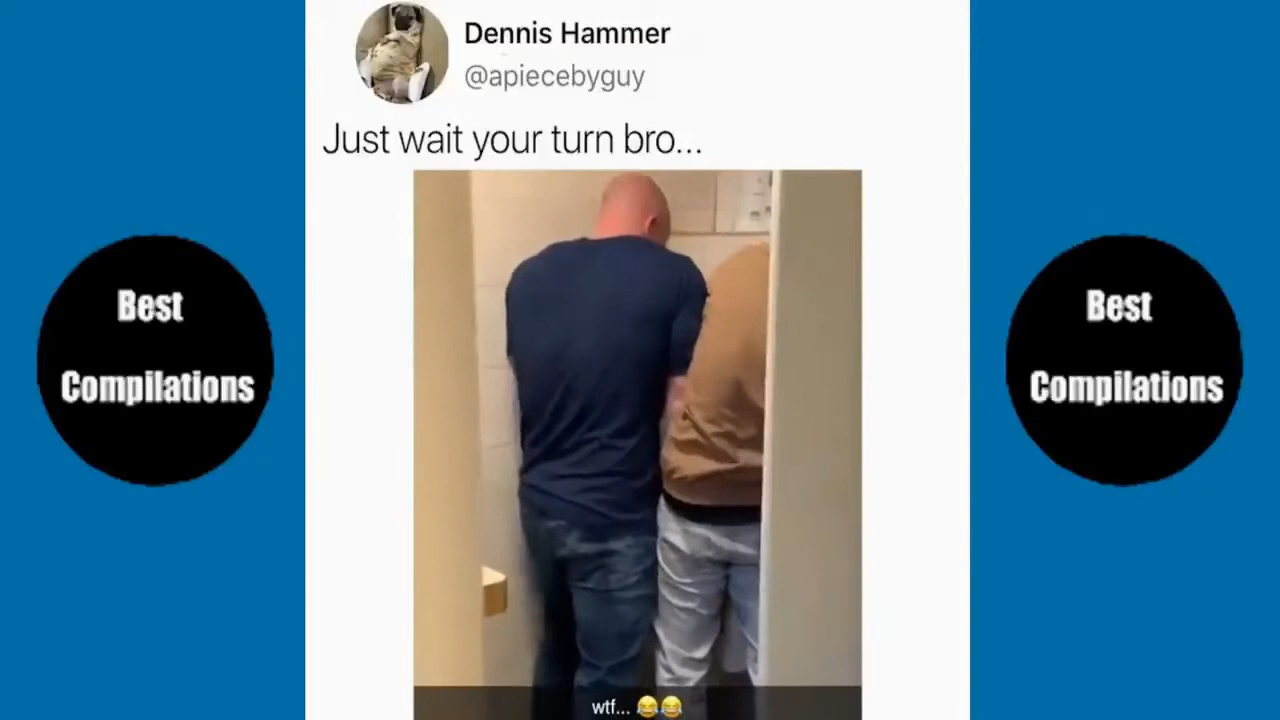 Dennis Hammer
@apiecebyguy
Just wait your turn bro...
Best
Compilations
Best
Compilations
wtf... 😂😂